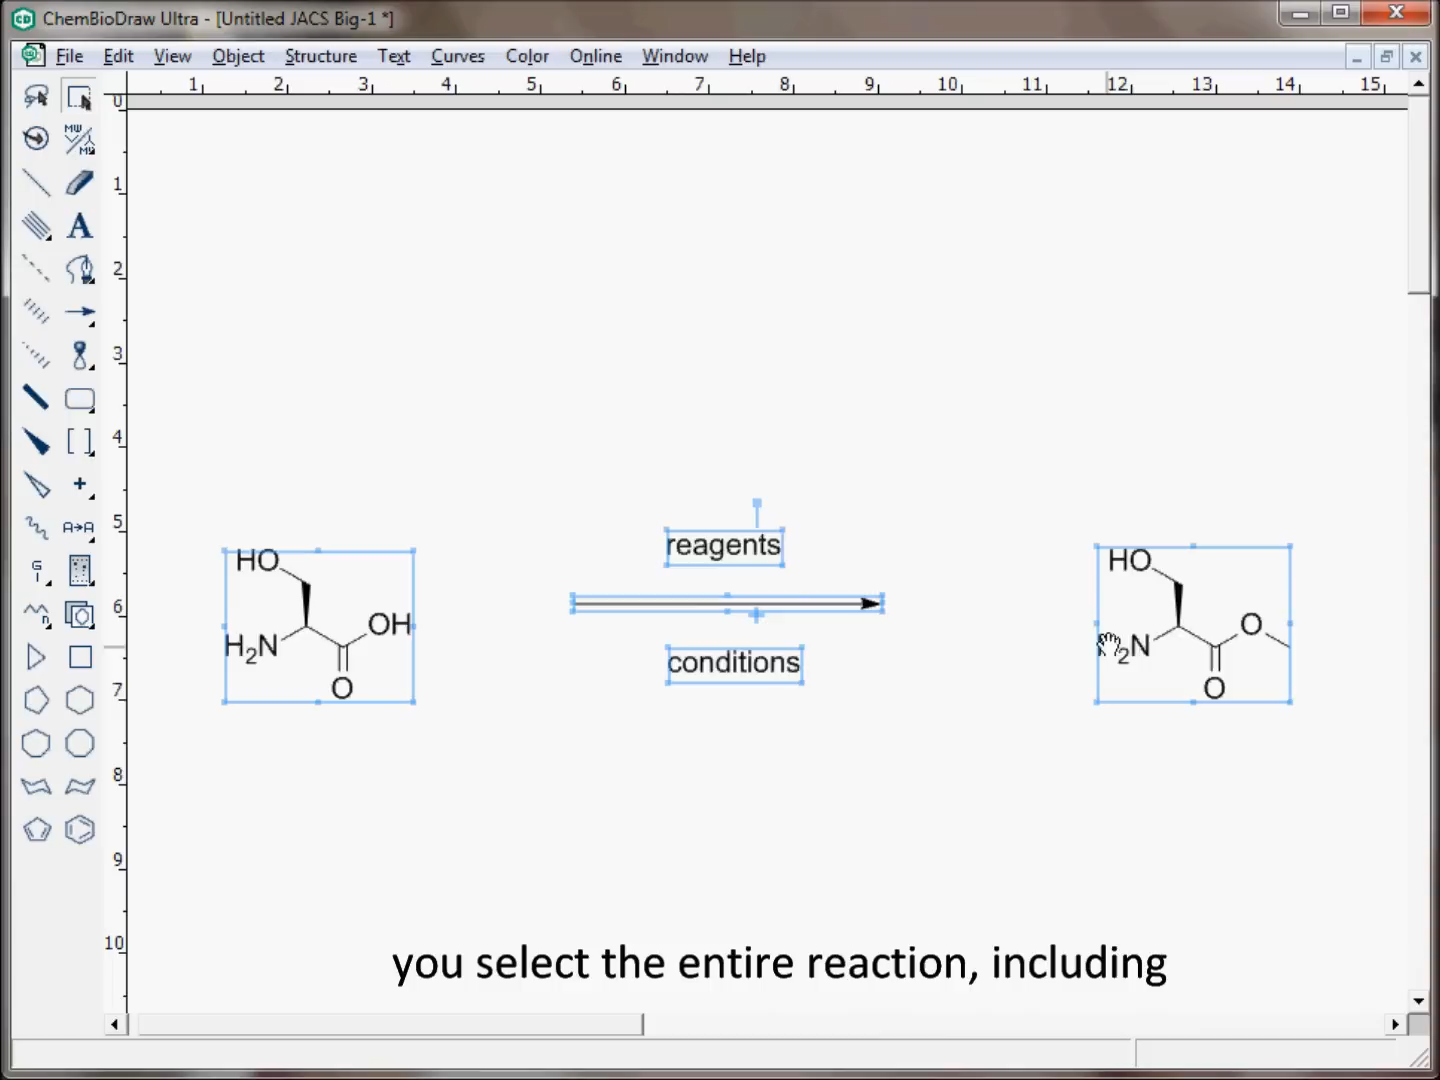 ChemBioDraw Ultra - [Untitled JACS Big-1 *]
File Edit View Object Structure Text Curves Color Online Window Help
1 2 3 4 5 6 7 8 9 10 11 12 13 14 15
0
1
2
3
4
5
6
7
8
9
10
A
A→A
reagents
conditions
HO
OH
H2N
O
HO
O
2N
O
you select the entire reaction, including